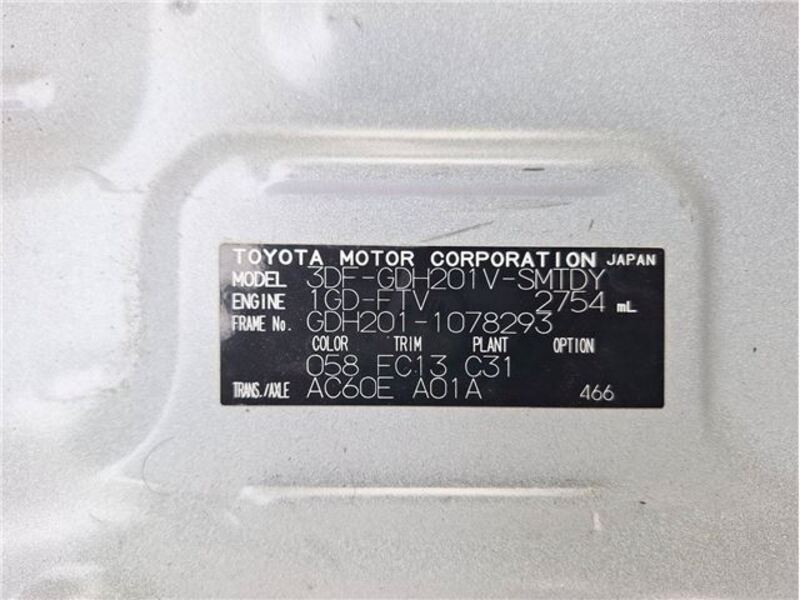 TOYOTA MOTOR CORPORATION JAPAN
MODEL 3DF-GDH201V-SMTDY
ENGINE 1GD-FTV 2754 mL
FRAME No. GDH201-1078293
COLOR TRIM PLANT OPTION
058 EC13 C31
TRANS./AXLE AC60E A01A 466